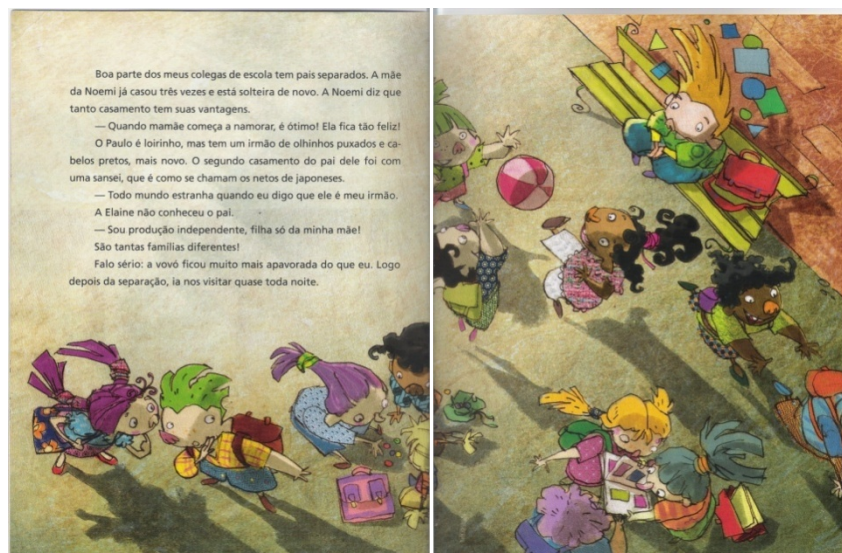 Boa parte dos meus colegas de escola tem pais separados. A mãe
da Noemi já casou três vezes e está solteira de novo. A Noemi diz que
tanto casamento tem suas vantagens.
— Quando mamãe começa a namorar, é ótimo! Ela fica tão feliz!
O Paulo é loirinho, mas tem um irmão de olhinhos puxados e ca-
belos pretos, mais novo. O segundo casamento do pai dele foi com
uma sansei, que é como se chamam os netos de japoneses.
— Todo mundo estranha quando eu digo que ele é meu irmão.
A Elaine não conheceu o pai.
— Sou produção independente, filha só da minha mãe!
São tantas famílias diferentes!
Falo sério: a vovó ficou muito mais apavorada do que eu. Logo
depois da separação, ia nos visitar quase toda noite.